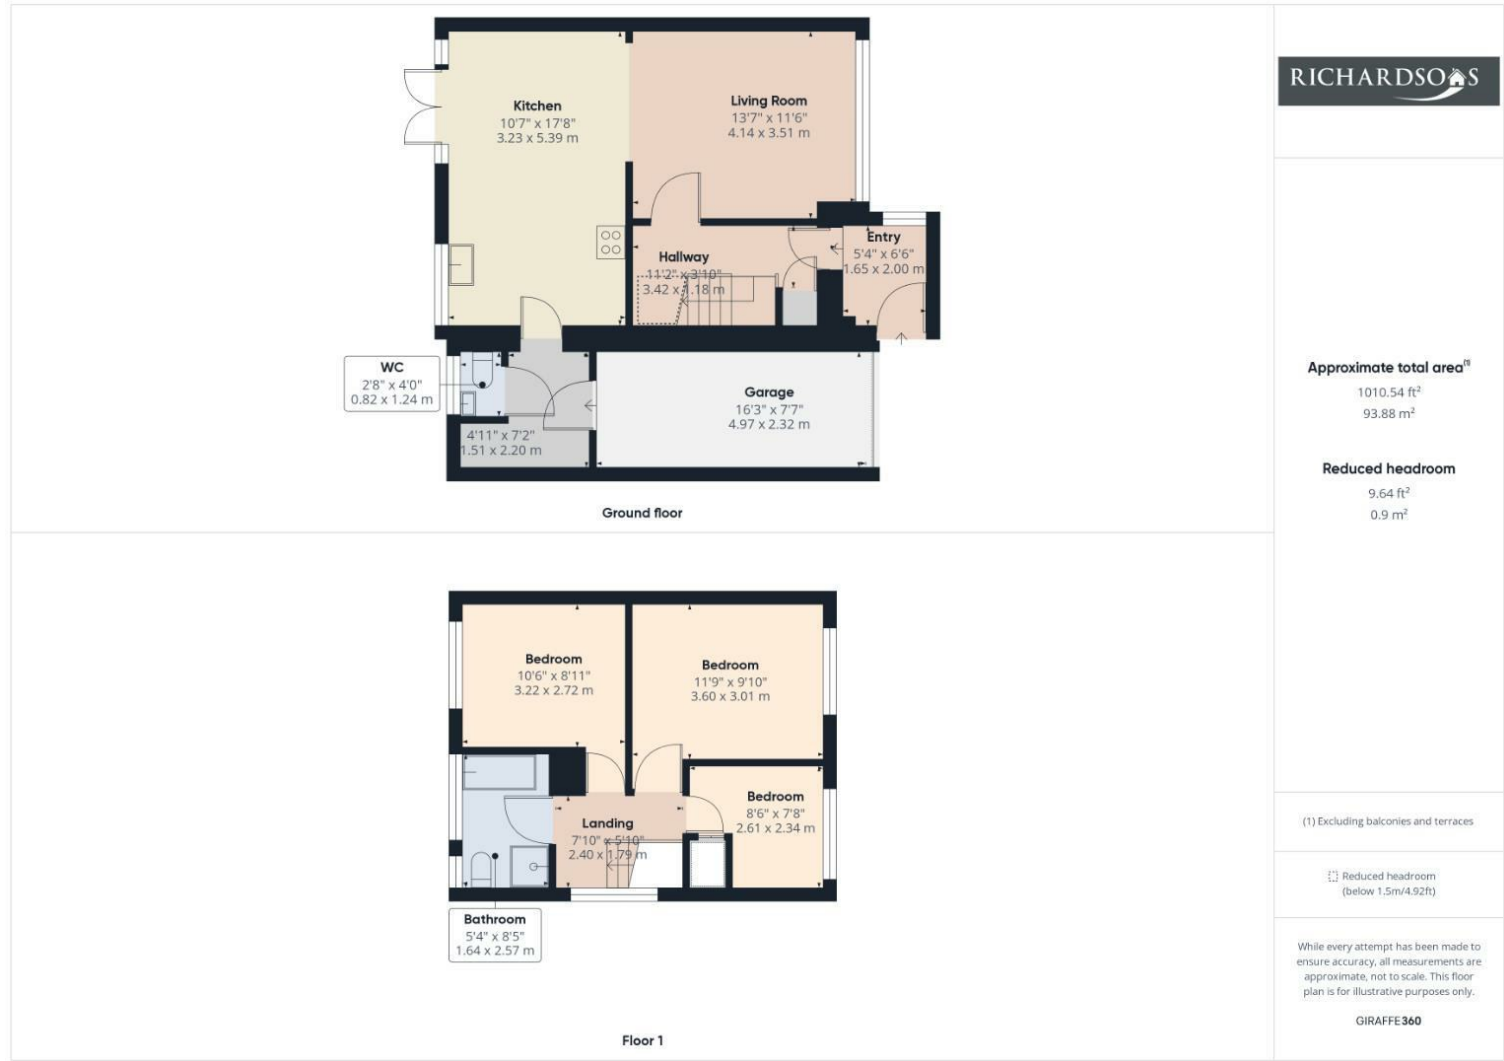 Kitchen
10'7" x 17'8"
3.23 x 5.39 m
Living Room
13'7" x 11'6"
4.14 x 3.51 m
Hallway
11'2" x 3'10"
3.42 x 1.18 m
Entry
5'4" x 6'6"
1.65 x 2.00 m
WC
2'8" x 4'0"
0.82 x 1.24 m
4'11" x 7'2"
1.51 x 2.20 m
Garage
16'3" x 7'7"
4.97 x 2.32 m
Ground floor
Bedroom
10'6" x 8'11"
3.22 x 2.72 m
Bedroom
11'9" x 9'10"
3.60 x 3.01 m
Bedroom
8'6" x 7'8"
2.61 x 2.34 m
Landing
7'10" x 5'10"
2.40 x 1.79 m
Bathroom
5'4" x 8'5"
1.64 x 2.57 m
Floor 1
RICHARDSONS
Approximate total area⁽¹⁾
1010.54 ft²
93.88 m²
Reduced headroom
9.64 ft²
0.9 m²
(1) Excluding balconies and terraces
Reduced headroom
(below 1.5m/4.92ft)
While every attempt has been made to
ensure accuracy, all measurements are
approximate, not to scale. This floor
plan is for illustrative purposes only.
GIRAFFE360